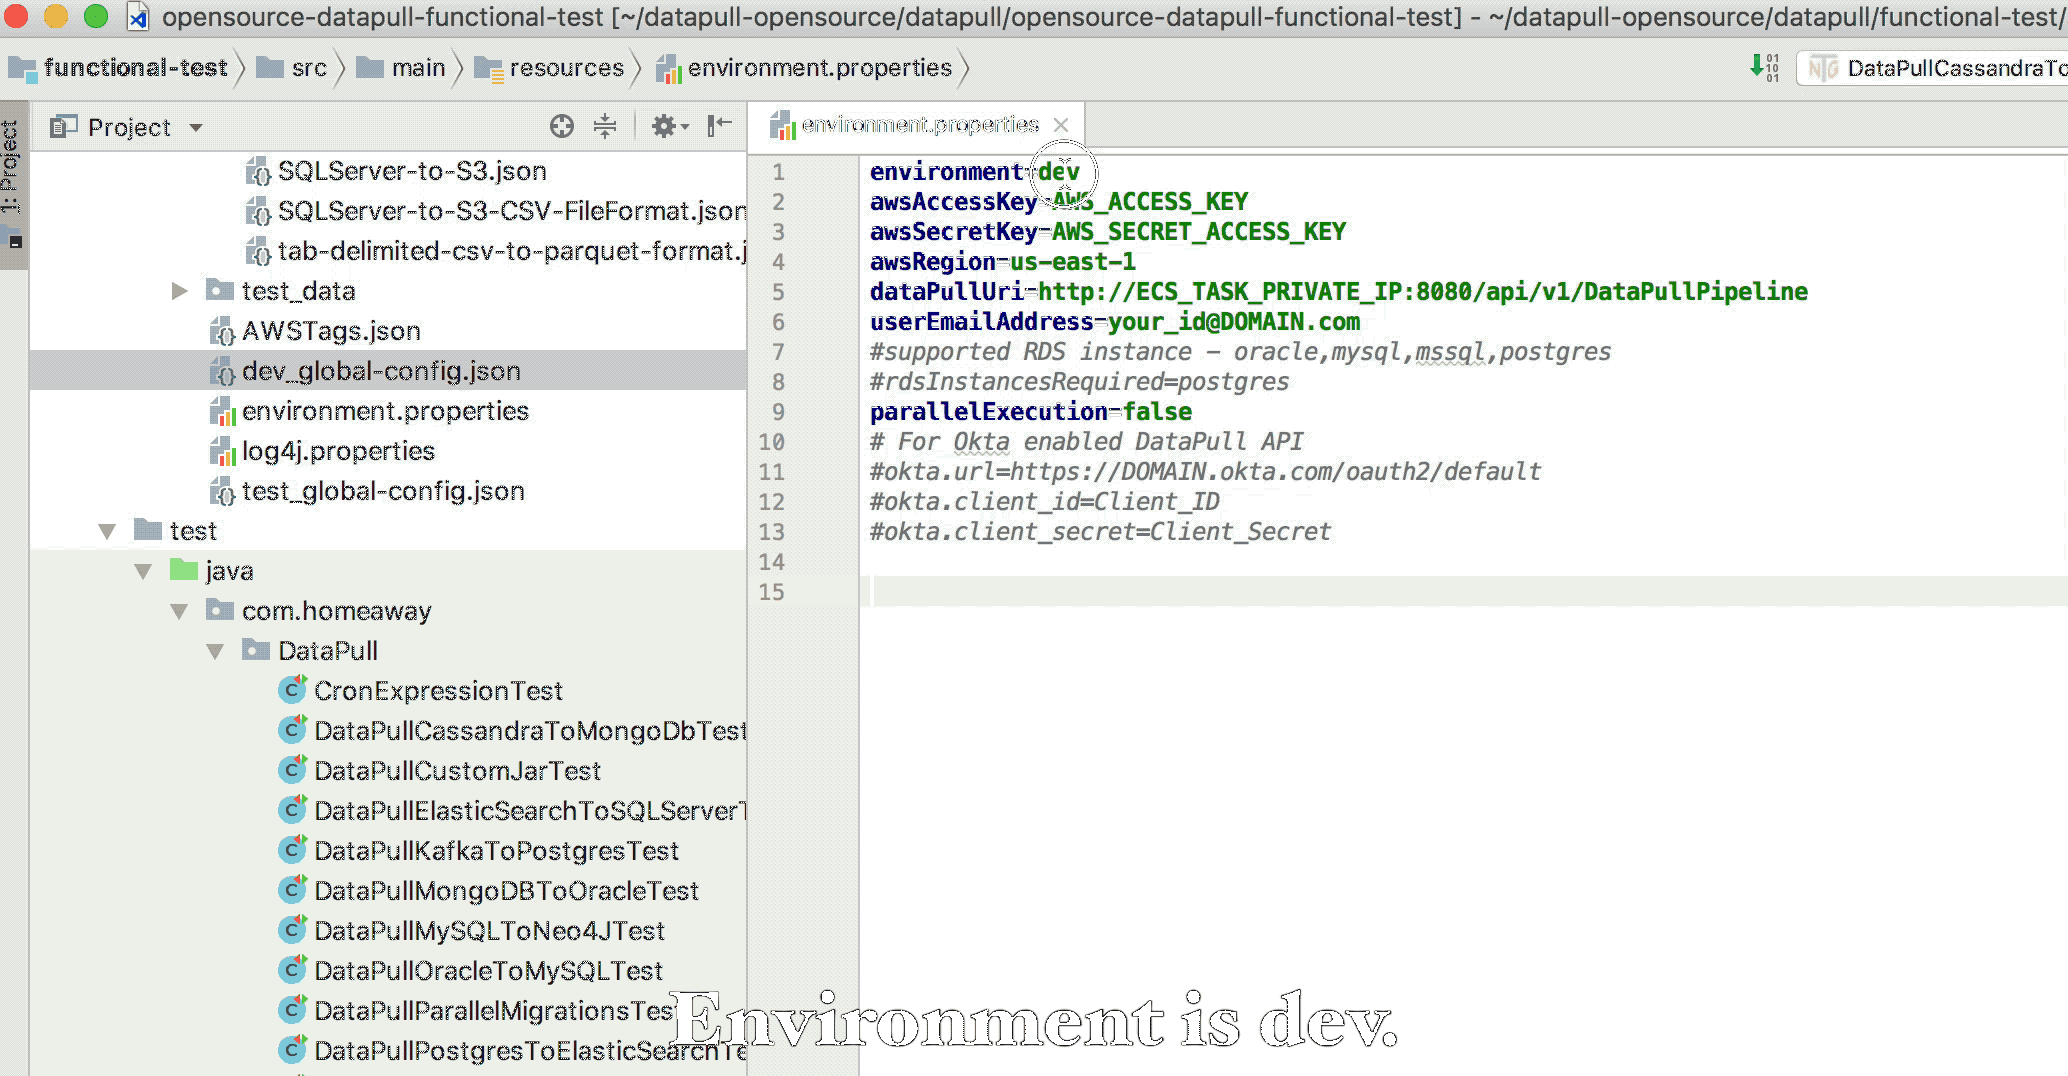 opensource-datapull-functional-test [~/datapull-opensource/datapull/opensource-datapull-functional-test] - ~/datapull-opensource/datapull/functional-test/
functional-test src main resources environment.properties DataPullCassandraTo
1: Project
Project
environment.properties
SQLServer-to-S3.json
SQLServer-to-S3-CSV-FileFormat.json
tab-delimited-csv-to-parquet-format.j
test_data
AWSTags.json
dev_global-config.json
environment.properties
log4j.properties
test_global-config.json
test
java
com.homeaway
DataPull
CronExpressionTest
DataPullCassandraToMongoDbTest
DataPullCustomJarTest
DataPullElasticSearchToSQLServerT
DataPullKafkaToPostgresTest
DataPullMongoDBToOracleTest
DataPullMySQLToNeo4JTest
DataPullOracleToMySQLTest
DataPullParallelMigrationsTest
DataPullPostgresToElasticSearchTe
1 environment=dev
2 awsAccessKey=AWS_ACCESS_KEY
3 awsSecretKey=AWS_SECRET_ACCESS_KEY
4 awsRegion=us-east-1
5 dataPullUri=http://ECS_TASK_PRIVATE_IP:8080/api/v1/DataPullPipeline
6 userEmailAddress=your_id@DOMAIN.com
7 #supported RDS instance - oracle,mysql,mssql,postgres
8 #rdsInstancesRequired=postgres
9 parallelExecution=false
10 # For Okta enabled DataPull API
11 #okta.url=https://DOMAIN.okta.com/oauth2/default
12 #okta.client_id=Client_ID
13 #okta.client_secret=Client_Secret
14
15
Environment is dev.